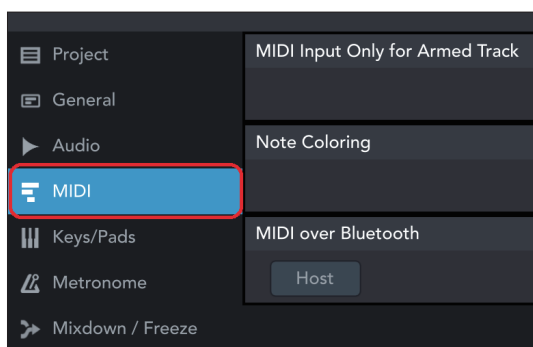 Project
General
Audio
MIDI
Keys/Pads
Metronome
Mixdown / Freeze
MIDI Input Only for Armed Track
Note Coloring
MIDI over Bluetooth
Host